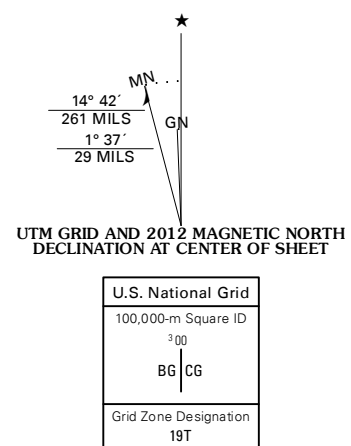 ★
MN
14° 42´
261 MILS
GN
1° 37´
29 MILS
UTM GRID AND 2012 MAGNETIC NORTH
DECLINATION AT CENTER OF SHEET
U.S. National Grid
100,000-m Square ID
³00
BG CG
Grid Zone Designation
19T